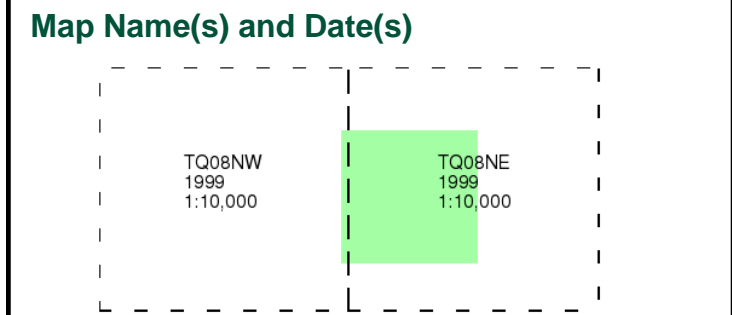 Map Name(s) and Date(s)
TQ08NW
1999
1:10,000
TQ08NE
1999
1:10,000